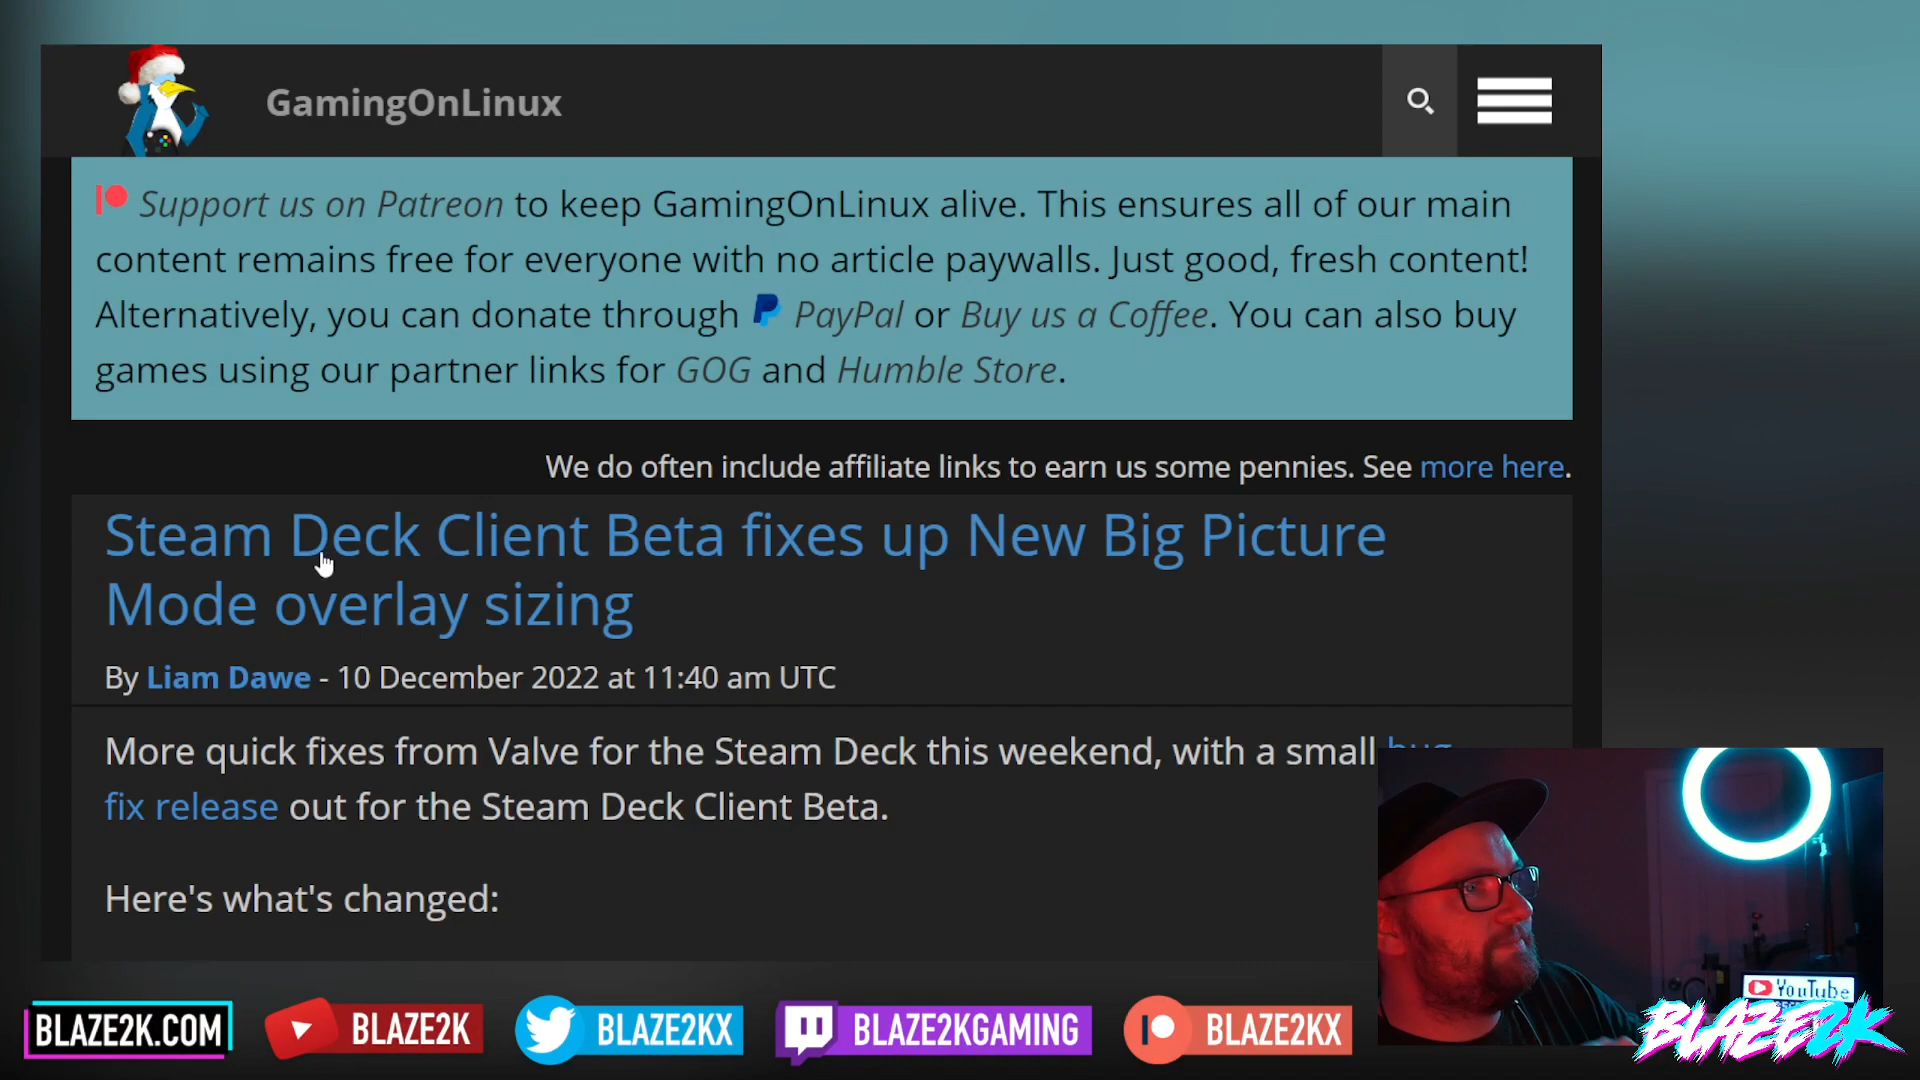 GamingOnLinux
Support us on Patreon to keep GamingOnLinux alive. This ensures all of our main
content remains free for everyone with no article paywalls. Just good, fresh content!
Alternatively, you can donate through PayPal or Buy us a Coffee. You can also buy
games using our partner links for GOG and Humble Store.
We do often include affiliate links to earn us some pennies. See more here.
Steam Deck Client Beta fixes up New Big Picture
Mode overlay sizing
By Liam Dawe - 10 December 2022 at 11:40 am UTC
More quick fixes from Valve for the Steam Deck this weekend, with a small bug
fix release out for the Steam Deck Client Beta.
Here's what's changed:
YouTube
BLAZE2K.COM
BLAZE2K
BLAZE2KX
BLAZE2KGAMING
BLAZE2KX
BLAZE2K